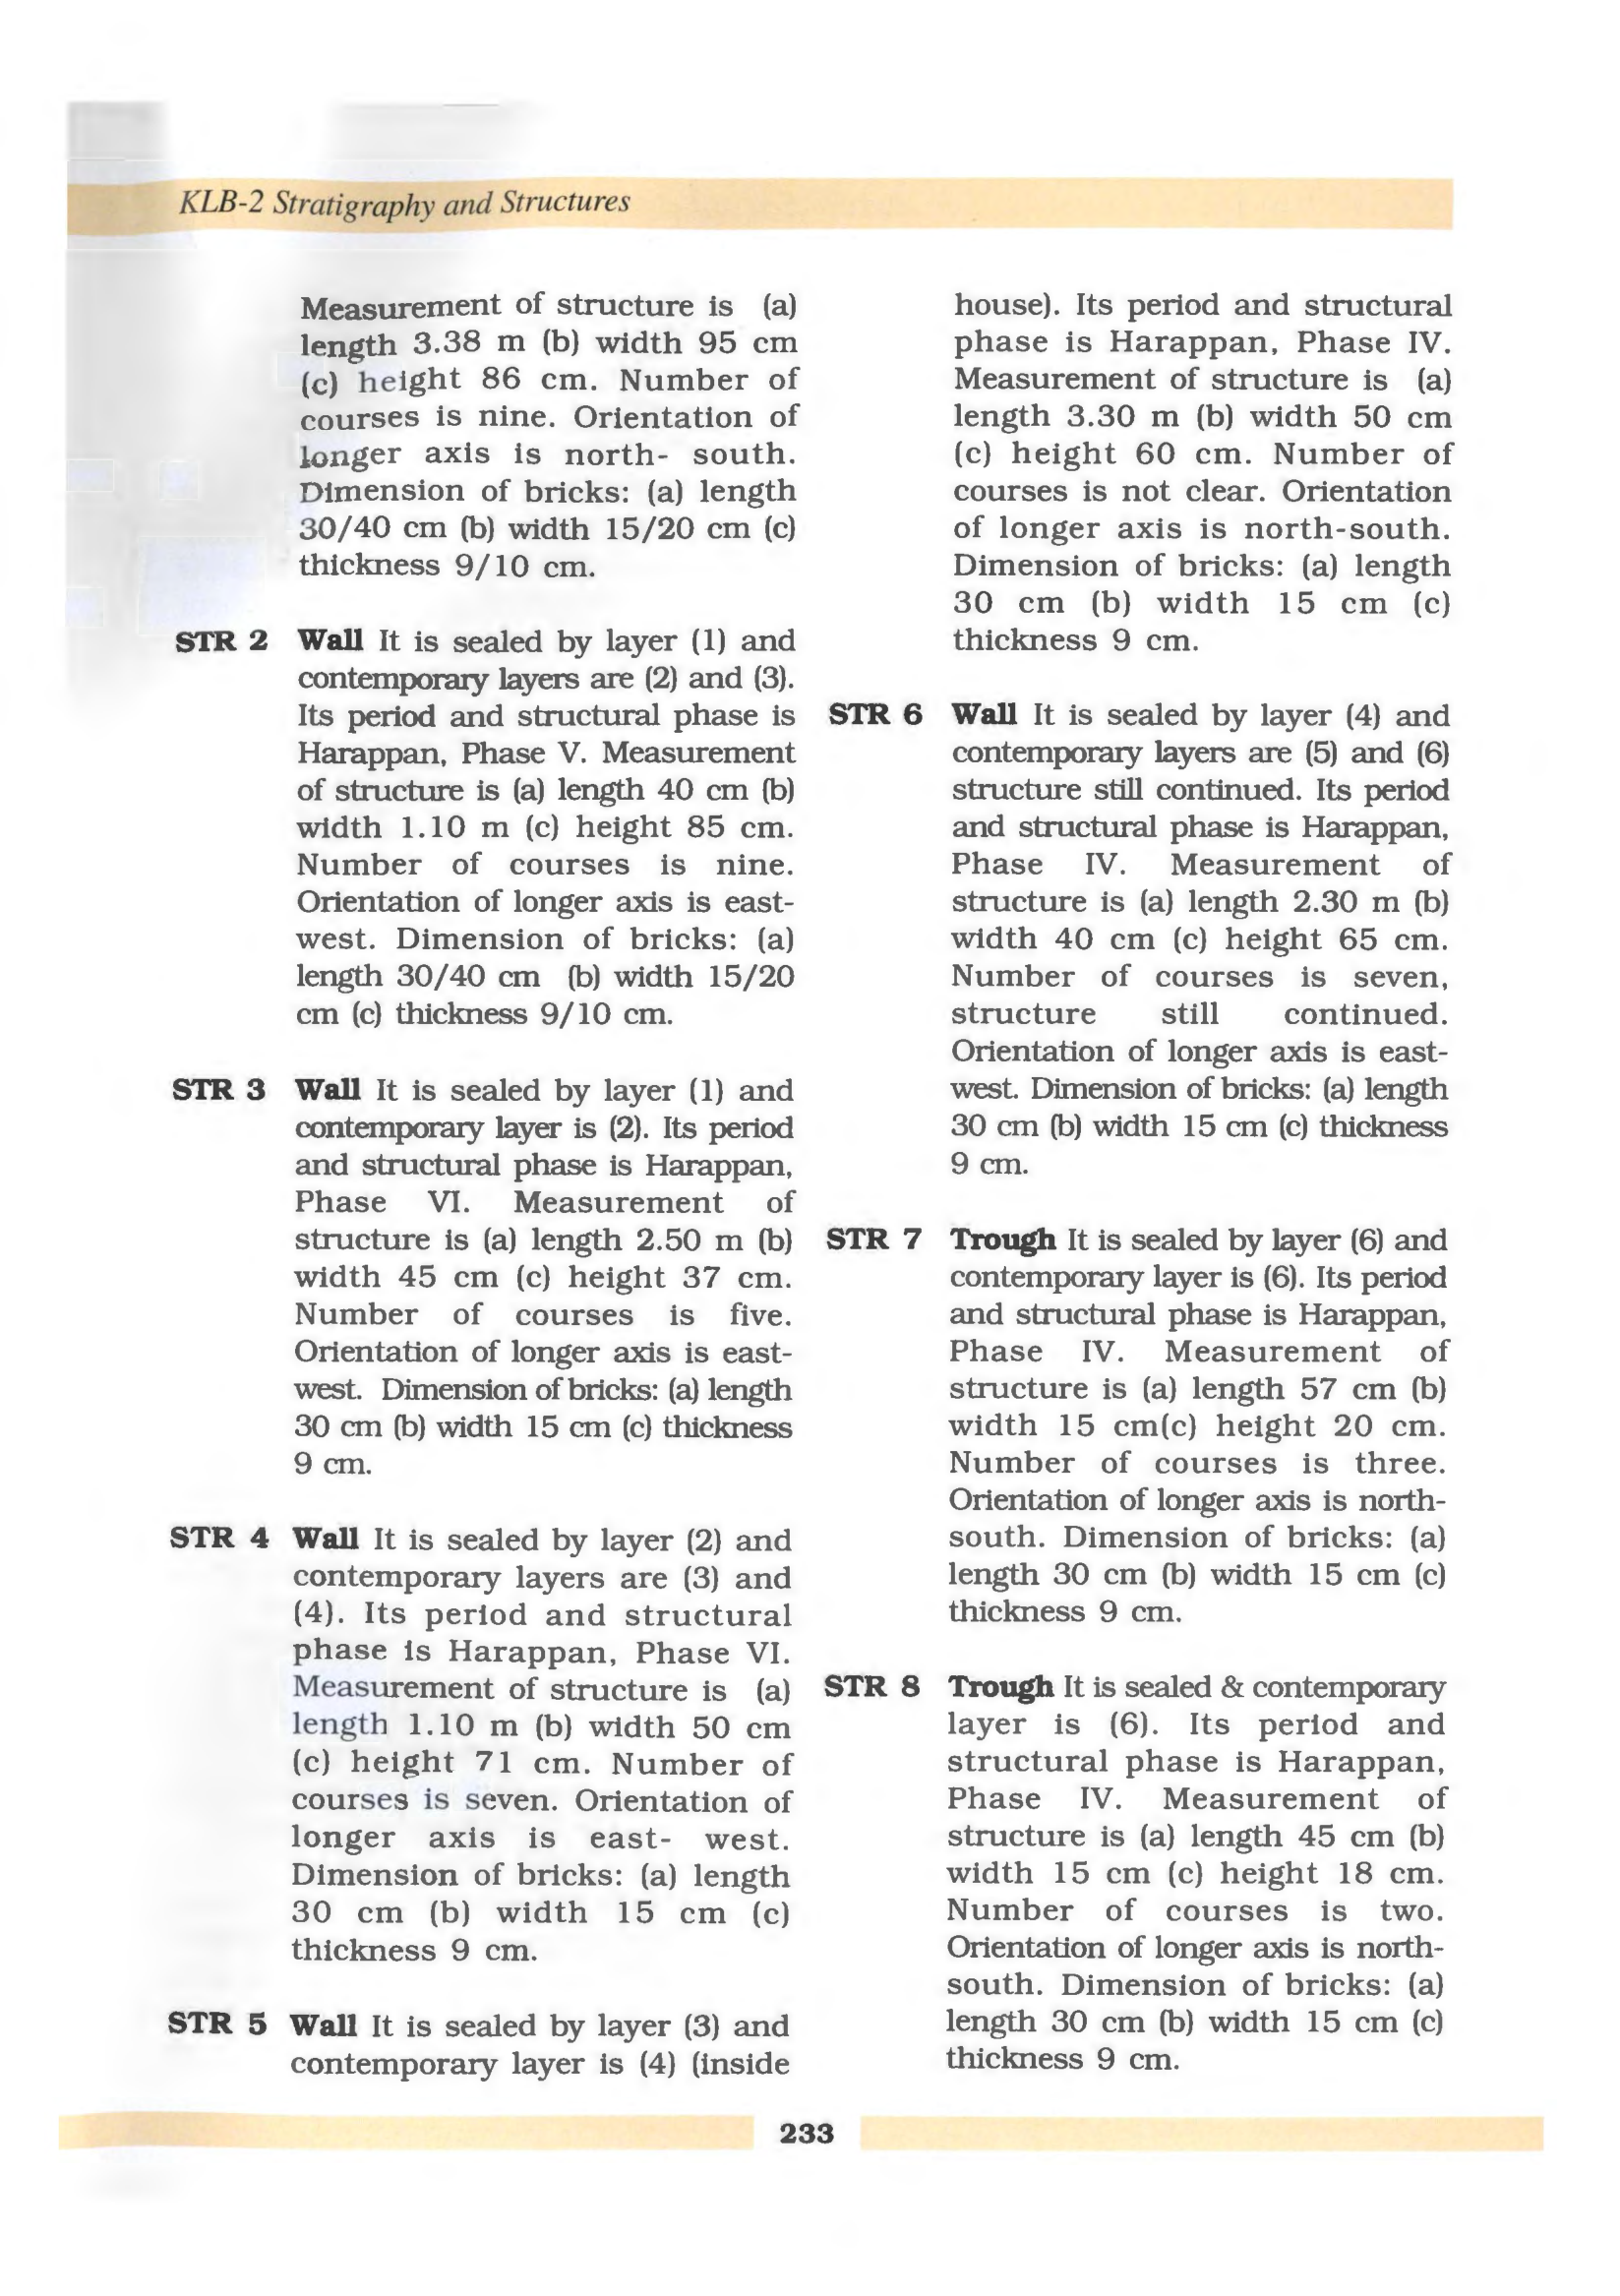 KLB-2 Stratigraphy and Structures
Measurement of structure is (a)
length 3.38 m (b) width 95 cm
(c) height 86 cm. Number of
courses is nine. Orientation of
longer axis is north- south.
Dimension of bricks: (a) length
30/40 cm (b) width 15/20 cm (c)
thickness 9/10 cm.
STR 2 Wall It is sealed by layer (1) and
contemporary layers are (2) and (3).
Its period and structural phase is
Harappan, Phase V. Measurement
of structure is (a) length 40 cm (b)
width 1.10 m (c) height 85 cm.
Number of courses is nine.
Orientation of longer axis is east-
west. Dimension of bricks: (a)
length 30/40 cm (b) width 15/20
cm (c) thickness 9/10 cm.
STR 3 Wall It is sealed by layer (1) and
contemporary layer is (2). Its period
and structural phase is Harappan,
Phase VI. Measurement of
structure is (a) length 2.50 m (b)
width 45 cm (c) height 37 cm.
Number of courses is five.
Orientation of longer axis is east-
west. Dimension of bricks: (a) length
30 cm (b) width 15 cm (c) thickness
9 cm.
STR 4 Wall It is sealed by layer (2) and
contemporary layers are (3) and
(4). Its period and structural
phase is Harappan, Phase VI.
Measurement of structure is (a)
length 1.10 m (b) width 50 cm
(c) height 71 cm. Number of
courses is seven. Orientation of
longer axis is east- west.
Dimension of bricks: (a) length
30 cm (b) width 15 cm (c)
thickness 9 cm.
STR 5 Wall It is sealed by layer (3) and
contemporary layer is (4) (inside
house). Its period and structural
phase is Harappan, Phase IV.
Measurement of structure is (a)
length 3.30 m (b) width 50 cm
(c) height 60 cm. Number of
courses is not clear. Orientation
of longer axis is north-south.
Dimension of bricks: (a) length
30 cm (b) width 15 cm (c)
thickness 9 cm.
STR 6 Wall It is sealed by layer (4) and
contemporary layers are (5) and (6)
structure still continued. Its period
and structural phase is Harappan,
Phase IV. Measurement of
structure is (a) length 2.30 m (b)
width 40 cm (c) height 65 cm.
Number of courses is seven,
structure still continued.
Orientation of longer axis is east-
west. Dimension of bricks: (a) length
30 cm (b) width 15 cm (c) thickness
9 cm.
STR 7 Trough It is sealed by layer (6) and
contemporary layer is (6). Its period
and structural phase is Harappan,
Phase IV. Measurement of
structure is (a) length 57 cm (b)
width 15 cm(c) height 20 cm.
Number of courses is three.
Orientation of longer axis is north-
south. Dimension of bricks: (a)
length 30 cm (b) width 15 cm (c)
thickness 9 cm.
STR 8 Trough It is sealed & contemporary
layer is (6). Its period and
structural phase is Harappan,
Phase IV. Measurement of
structure is (a) length 45 cm (b)
width 15 cm (c) height 18 cm.
Number of courses is two.
Orientation of longer axis is north-
south. Dimension of bricks: (a)
length 30 cm (b) width 15 cm (c)
thickness 9 cm.
233